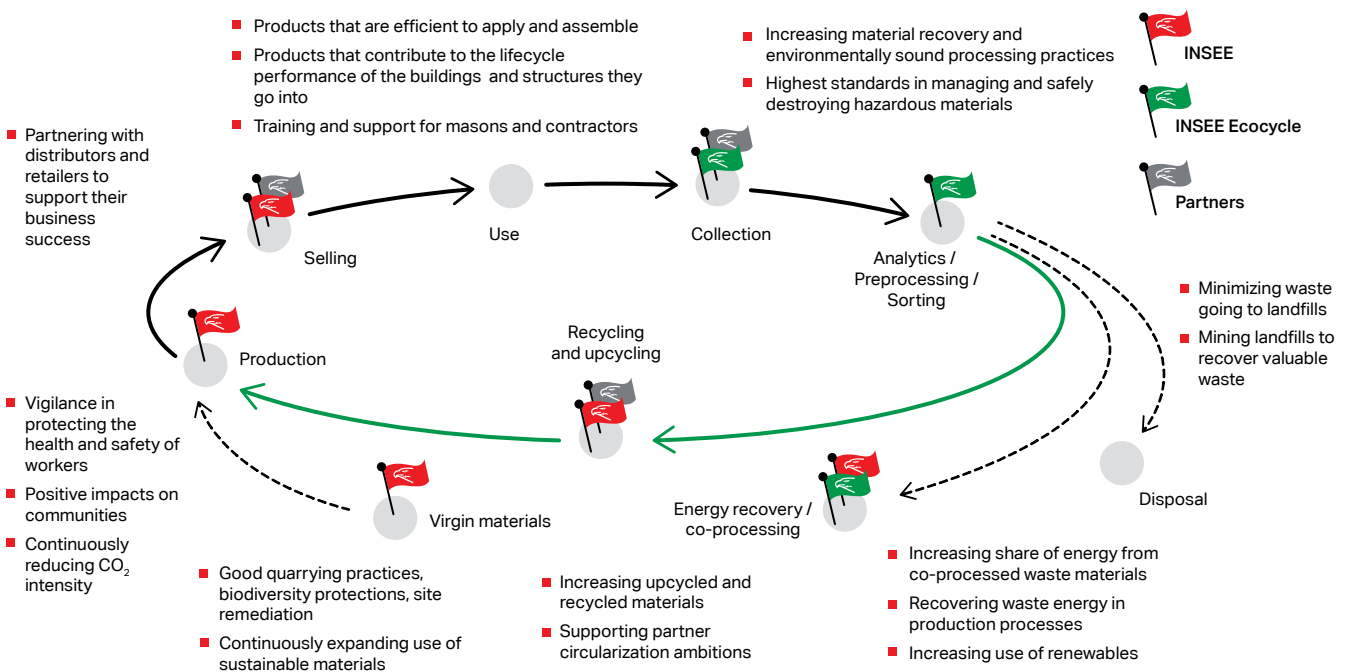 Products that are efficient to apply and assemble
Products that contribute to the lifecycle
performance of the buildings and structures they
go into
Training and support for masons and contractors
Increasing material recovery and
environmentally sound processing practices
Highest standards in managing and safely
destroying hazardous materials
INSEE
INSEE Ecocycle
Partners
Partnering with
distributors and
retailers to
support their
business
success
Selling
Use
Collection
Analytics /
Preprocessing /
Sorting
Minimizing waste
going to landfills
Mining landfills to
recover valuable
waste
Production
Recycling
and upcycling
Vigilance in
protecting the
health and safety of
workers
Positive impacts on
communities
Continuously
reducing CO₂
intensity
Virgin materials
Energy recovery /
co-processing
Disposal
Good quarrying practices,
biodiversity protections, site
remediation
Continuously expanding use of
sustainable materials
Increasing upcycled and
recycled materials
Supporting partner
circularization ambitions
Increasing share of energy from
co-processed waste materials
Recovering waste energy in
production processes
Increasing use of renewables